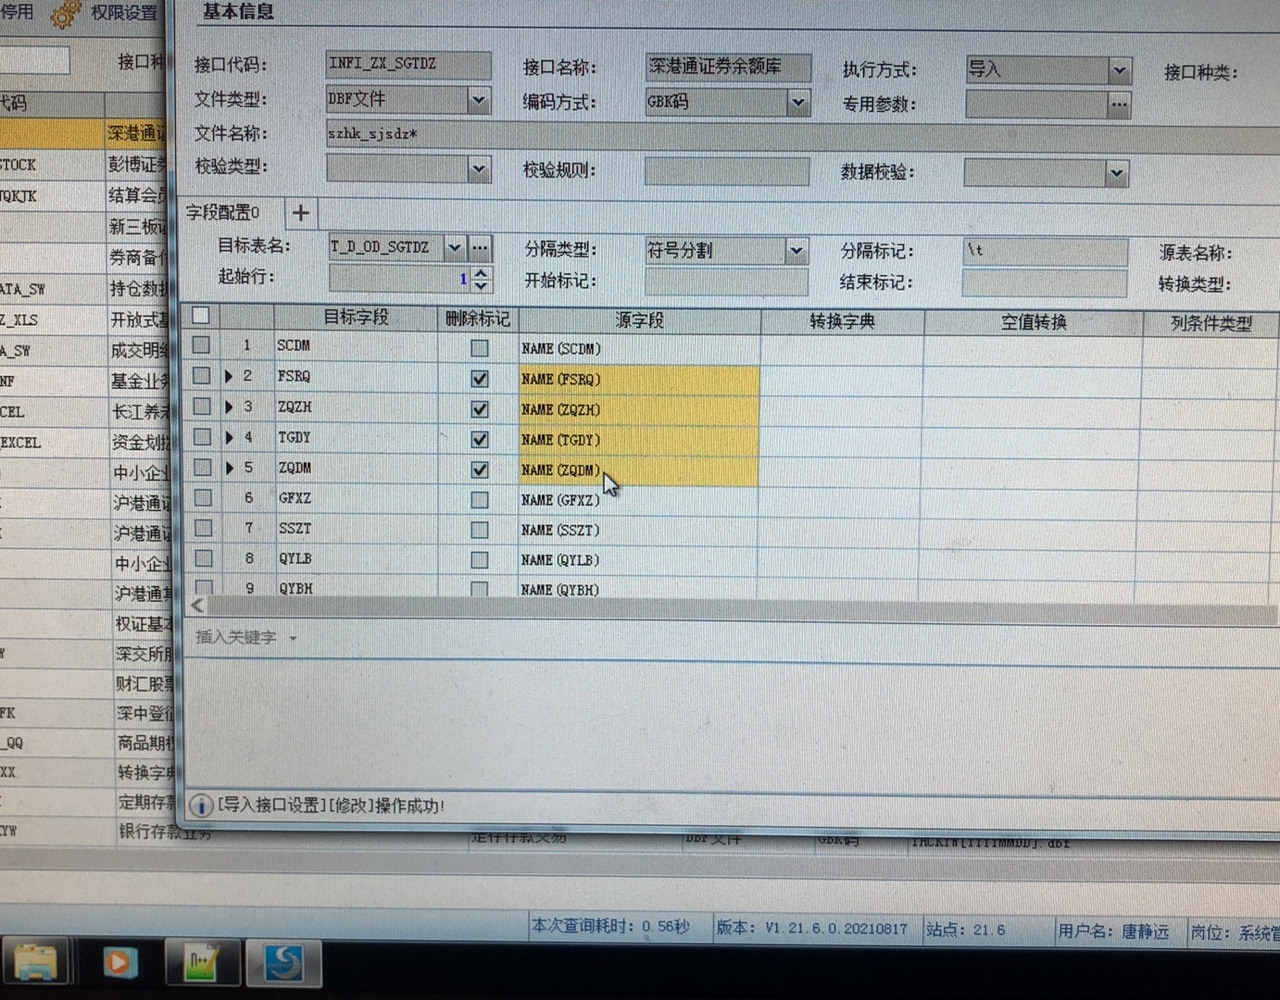 停用 权限设置 基本信息
接口种
接口代码: INFI_ZX_SGTDZ 接口名称: 深港通证券余额库 执行方式: 导入 接口种类:
文件类型: DBF文件 编码方式: GBK码 专用参数: ...
文件名称: szhk_sjsdz*
校验类型: 校验规则: 数据校验:
字段配置0 +
目标表名: T_D_OD_SGTDZ ... 分隔类型: 符号分割 分隔标记: \t 源表名称:
起始行: 1 开始标记: 结束标记: 转换类型:
目标字段 删除标记 源字段 转换字典 空值转换 列条件类型
1 SCDM NAME(SCDM)
2 FSRQ NAME(FSRQ)
3 ZQZH NAME(ZQZH)
4 TGDY NAME(TGDY)
5 ZQDM NAME(ZQDM)
6 GFXZ NAME(GFXZ)
7 SSZT NAME(SSZT)
8 QYLB NAME(QYLB)
9 QYBH NAME(QYBH)
插入关键字
[导入接口设置][修改]操作成功!
代码
深港通证
STOCK 彭博证券
JQKJK 结算会员
新三板证
券商备付
ATA_SW 持仓数据
Z_XLS 开放式基
A_SW 成交明细
NF 基金业务
CEL 长江养老
EXCEL 资金划拨
中小企业
沪港通证
沪港通证
中小企业
沪港通其
权证基本
深交所股
财汇股票
FK 深中登征
_QQ 商品期权
XX 转换字典
定期存款
YW 银行存款业务 定存存款交易 DBF文件 GBK码 THCKYW[YYYYMMDD].dbf
本次查询耗时: 0.56秒 版本: V1.21.6.0.20210817 站点: 21.6 用户名: 唐静远 岗位: 系统管
n++